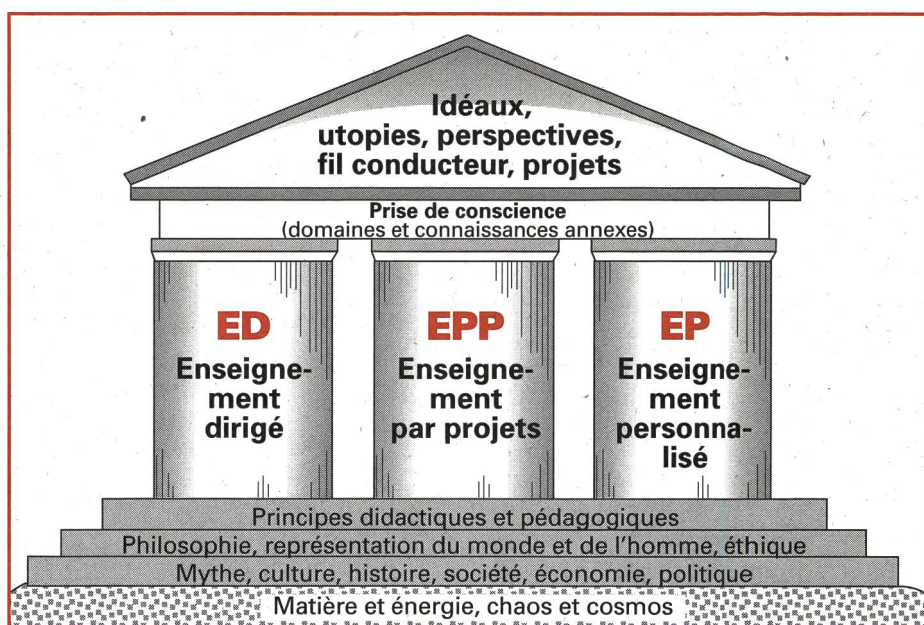 Idéaux,
utopies, perspectives,
fil conducteur, projets
Prise de conscience
(domaines et connaissances annexes)
ED
Enseigne-
ment
dirigé
EPP
Enseigne-
ment
par projets
EP
Enseigne-
ment
personna-
lisé
Principes didactiques et pédagogiques
Philosophie, représentation du monde et de l'homme, éthique
Mythe, culture, histoire, société, économie, politique
Matière et énergie, chaos et cosmos